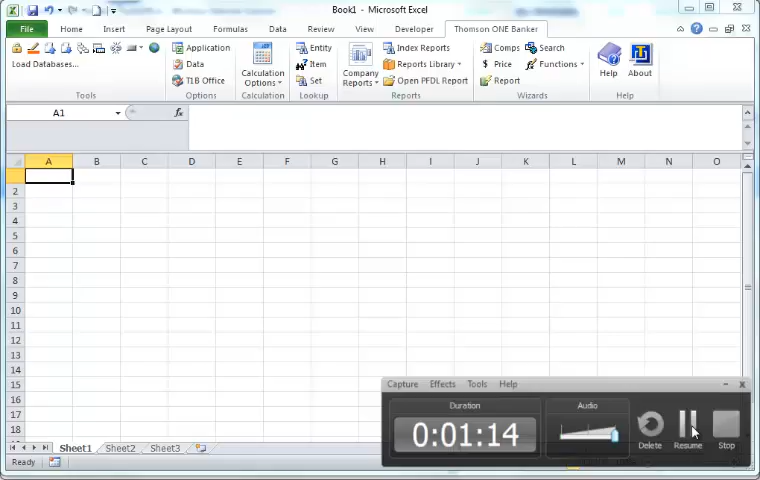 Book1 - Microsoft Excel
File Home Insert Page Layout Formulas Data Review View Developer Thomson ONE Banker
Application Entity Index Reports Comps Search
Load Databases... Data Calculation Options Item Company Reports Reports Library Price Functions Help About
T1B Office Set Open PFDL Report Report
Tools Options Calculation Lookup Reports Wizards Help
A1 fx
A B C D E F G H I J K L M N O
2
3
4
5
6
7
8
9
10
11
12
13
14
15
16
17
18
Capture Effects Tools Help
Duration Audio
0:01:14
Delete Resume Stop
Sheet1 Sheet2 Sheet3
Ready